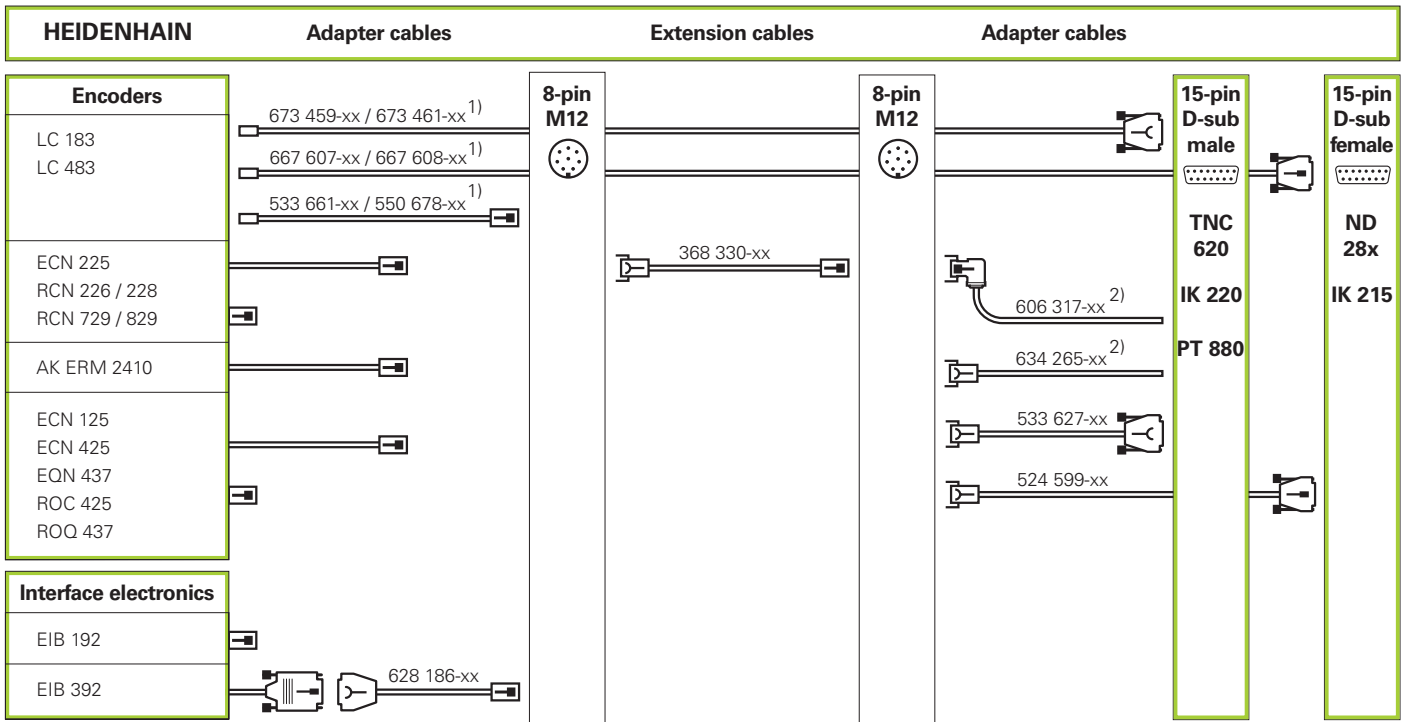 HEIDENHAIN Adapter cables Extension cables Adapter cables
Encoders
LC 183
LC 483
ECN 225
RCN 226 / 228
RCN 729 / 829
AK ERM 2410
ECN 125
ECN 425
EQN 437
ROC 425
ROQ 437
Interface electronics
EIB 192
EIB 392
673 459-xx / 673 461-xx 1)
667 607-xx / 667 608-xx 1)
533 661-xx / 550 678-xx 1)
628 186-xx
8-pin
M12
368 330-xx
8-pin
M12
606 317-xx 2)
634 265-xx 2)
533 627-xx
524 599-xx
15-pin
D-sub
male
TNC
620
IK 220
PT 880
15-pin
D-sub
female
ND
28x
IK 215